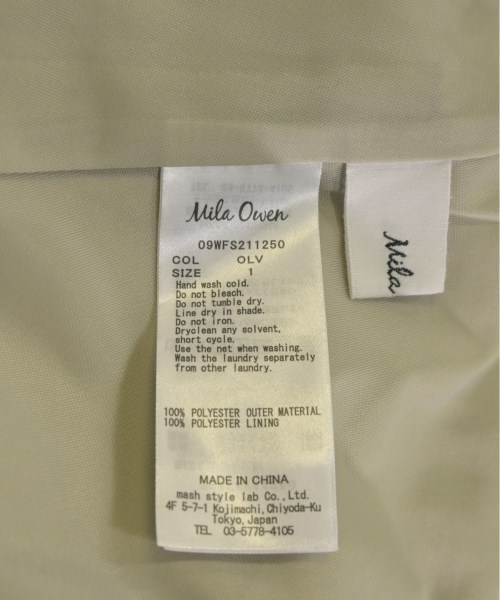 Mila Owen
09WFS211250
COL OLV
SIZE 1
Hand wash cold.
Do not bleach.
Do not tumble dry.
Line dry in shade.
Do not iron.
Dryclean any solvent,
short cycle.
Use the net when washing.
Wash the laundry separately
from other laundry.
100% POLYESTER OUTER MATERIAL
100% POLYESTER LINING
MADE IN CHINA
mash style lab Co.,Ltd.
4F 5-7-1 Kojimachi,Chiyoda-Ku
Tokyo,Japan
TEL 03-5778-4105
Mila